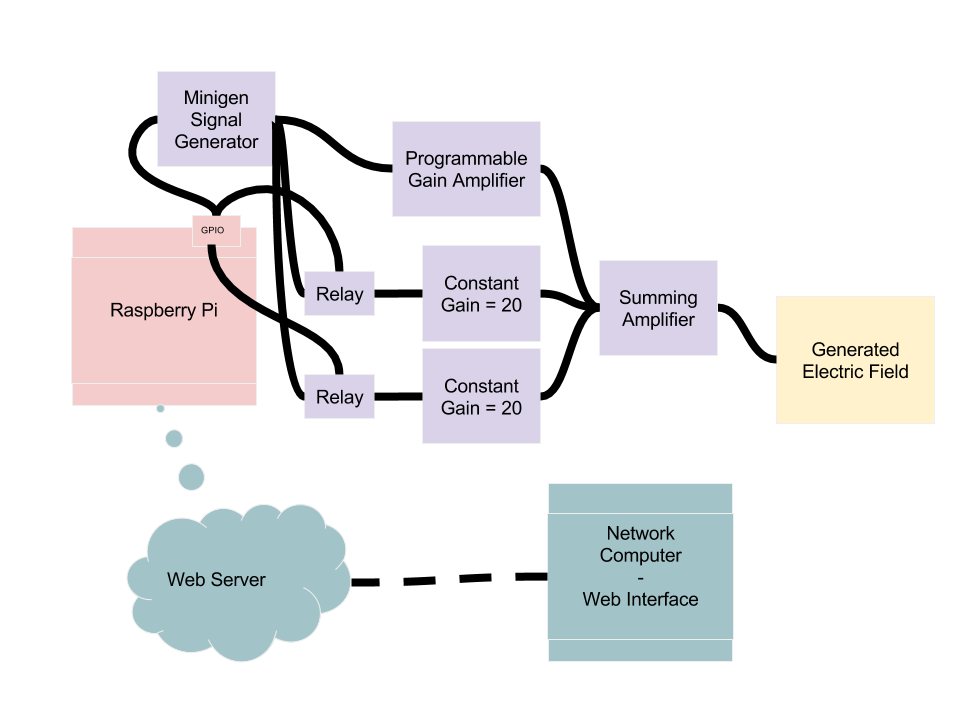 Minigen
Signal
Generator
Programmable
Gain Amplifier
GPIO
Raspberry Pi
Relay
Constant
Gain = 20
Summing
Amplifier
Generated
Electric Field
Relay
Constant
Gain = 20
Web Server
Network
Computer
-
Web Interface